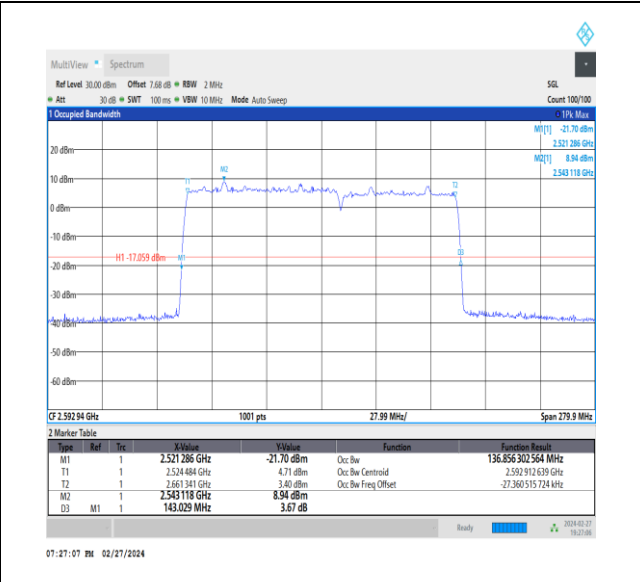 MultiView Spectrum
Ref Level 30.00 dBm Offset 7.68 dB RBW 2 MHz SGL
Att 30 dB SWT 100 ms VBW 10 MHz Mode Auto Sweep Count 100/100
1 Occupied Bandwidth 1Pk Max
M1[1] -21.70 dBm
2.521 286 GHz
20 dBm
M2[1] 8.94 dBm
2.543 118 GHz
M2
T1 T2
10 dBm
0 dBm
-10 dBm
D3
H1 -17.059 dBm M1
-20 dBm
-30 dBm
-40 dBm
-50 dBm
-60 dBm
CF 2.592 94 GHz 1001 pts 27.99 MHz/ Span 279.9 MHz
2 Marker Table
Type Ref Trc X-Value Y-Value Function Function Result
M1 1 2.521 286 GHz -21.70 dBm Occ Bw 136.856 302 564 MHz
T1 1 2.524 484 GHz 4.71 dBm Occ Bw Centroid 2.592 912 639 GHz
T2 1 2.661 341 GHz 3.40 dBm Occ Bw Freq Offset -27.360 515 724 kHz
M2 1 2.543 118 GHz 8.94 dBm
D3 M1 1 143.029 MHz 3.67 dB
Ready 2024-02-27
19:27:06
07:27:07 PM 02/27/2024